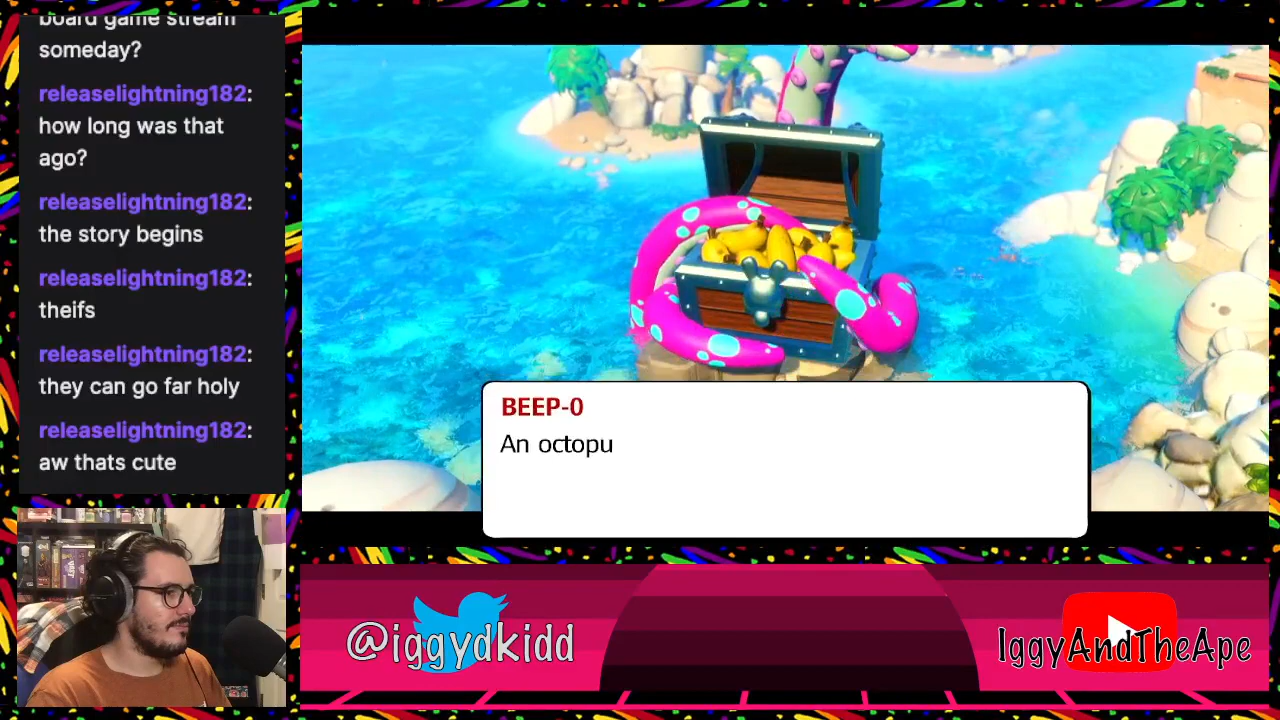 board game stream
someday?
releaselightning182:
how long was that
ago?
releaselightning182:
the story begins
releaselightning182:
theifs
releaselightning182:
they can go far holy
releaselightning182:
aw thats cute
BEEP-0
An octopu
@iggydkidd
IggyAndTheApe